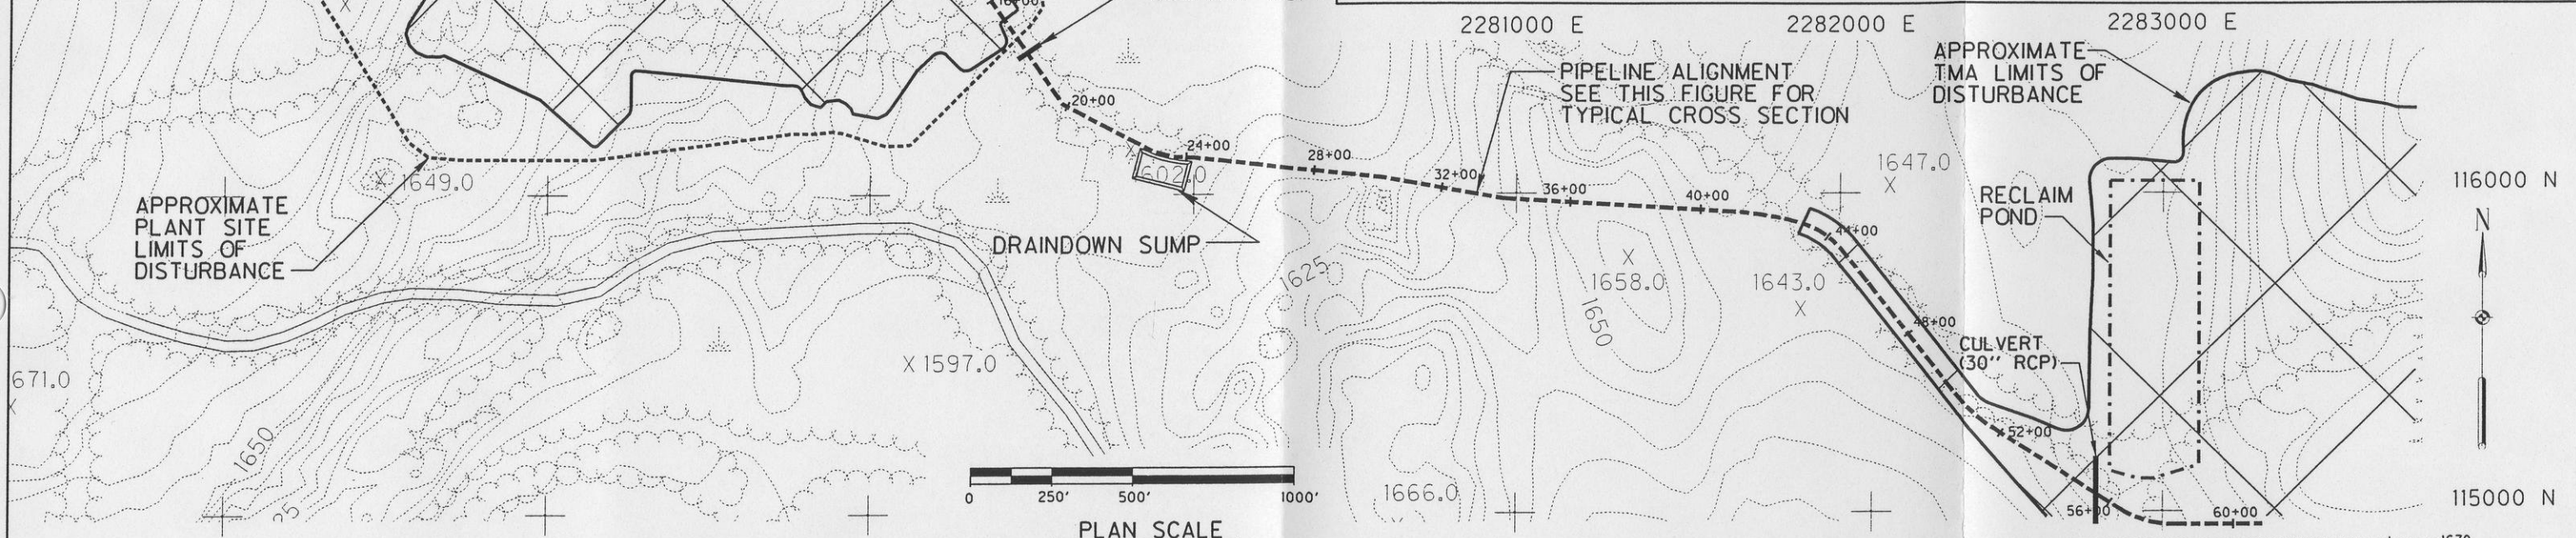 2281000 E
2282000 E
2283000 E
PIPELINE ALIGNMENT
SEE THIS FIGURE FOR
TYPICAL CROSS SECTION
APPROXIMATE
TMA LIMITS OF
DISTURBANCE
20+00
24+00
28+00
32+00
36+00
40+00
44+00
48+00
52+00
56+00
60+00
1649.0
1647.0
116000 N
N
APPROXIMATE
PLANT SITE
LIMITS OF
DISTURBANCE
RECLAIM
POND
DRAINDOWN SUMP
1625
1658.0
1643.0
1650
CULVERT
(30'' RCP)
X 1597.0
671.0
1650
1666.0
115000 N
0 250' 500' 1000'
PLAN SCALE